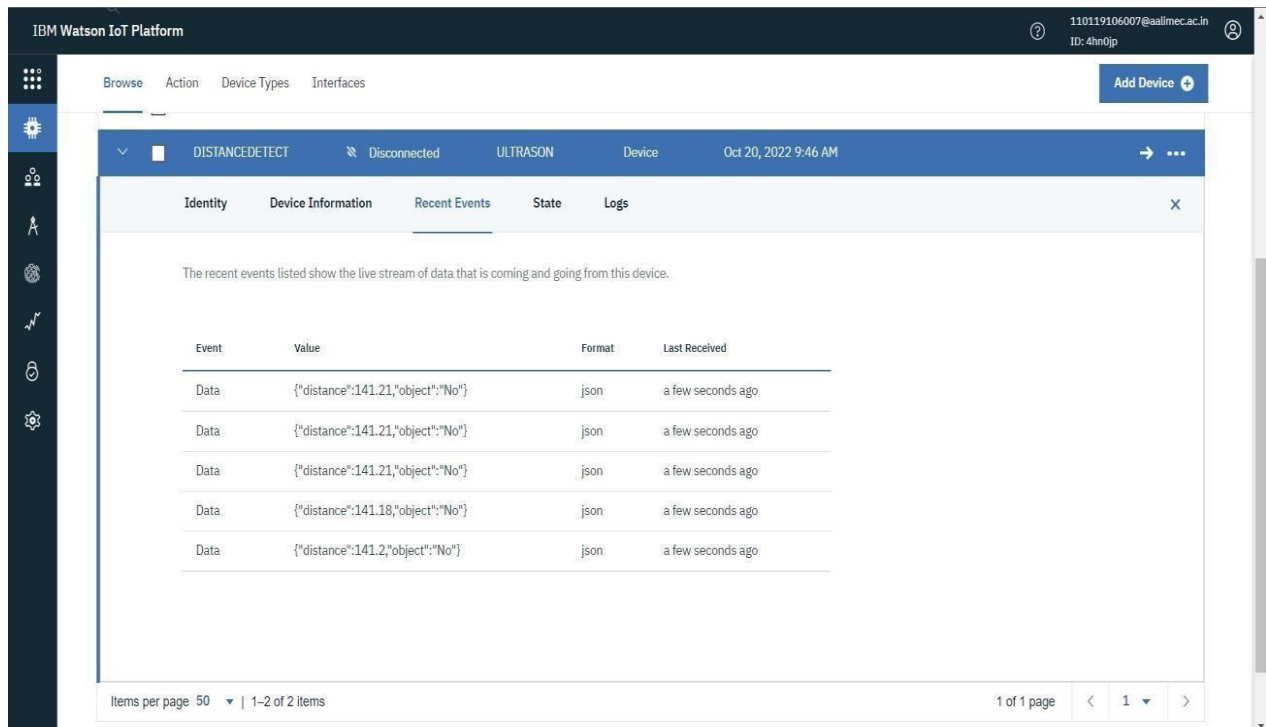 IBM Watson IoT Platform
110119106007@aalimec.ac.in
ID: 4hn0jp
Browse Action Device Types Interfaces
Add Device
DISTANCEDETECT Disconnected ULTRASON Device Oct 20, 2022 9:46 AM
Identity Device Information Recent Events State Logs
The recent events listed show the live stream of data that is coming and going from this device.
Event Value Format Last Received
Data {"distance":141.21,"object":"No"} json a few seconds ago
Data {"distance":141.21,"object":"No"} json a few seconds ago
Data {"distance":141.21,"object":"No"} json a few seconds ago
Data {"distance":141.18,"object":"No"} json a few seconds ago
Data {"distance":141.2,"object":"No"} json a few seconds ago
Items per page 50 | 1–2 of 2 items 1 of 1 page 1